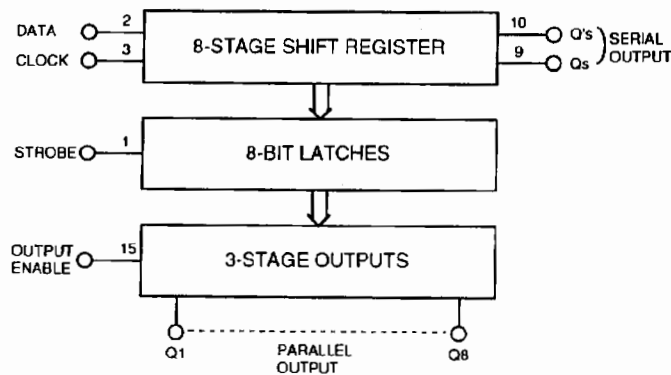 DATA
2
CLOCK
3
8-STAGE SHIFT REGISTER
10
Q's
9
Qs
SERIAL
OUTPUT
STROBE
1
8-BIT LATCHES
OUTPUT
ENABLE
15
3-STAGE OUTPUTS
Q1
PARALLEL
OUTPUT
Q8